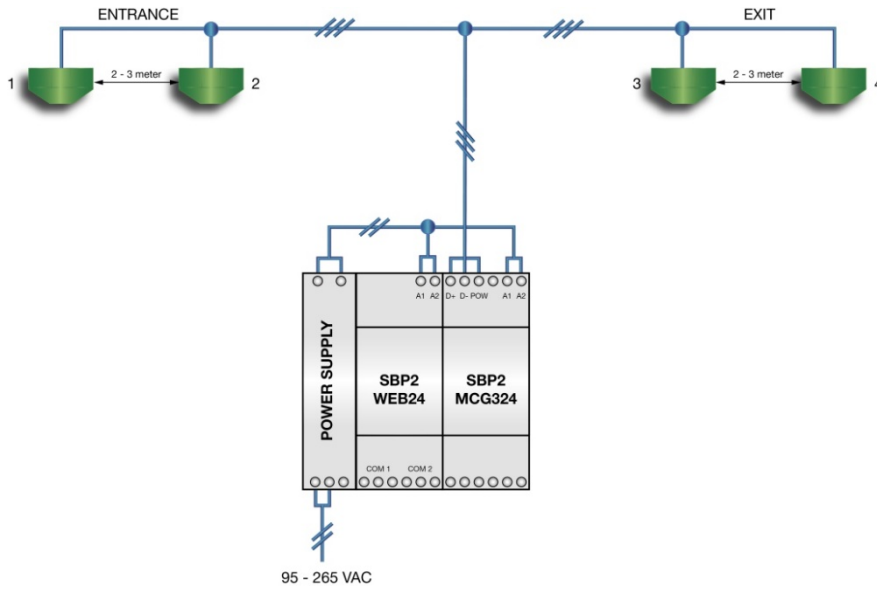 ENTRANCE
EXIT
1
2 - 3 meter
2
3
2 - 3 meter
4
A1 A2
D+ D- POW
A1 A2
POWER SUPPLY
SBP2
WEB24
SBP2
MCG324
COM 1
COM 2
95 - 265 VAC